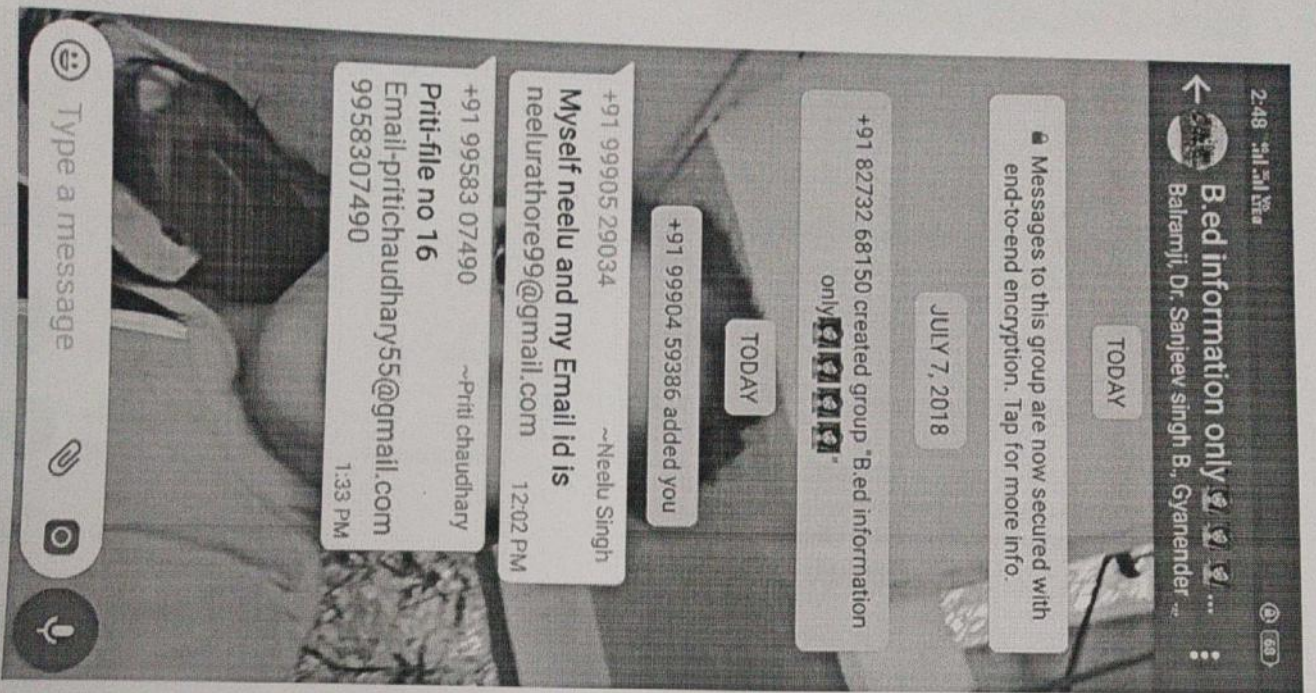 2:48
68
B.ed information only ...
Balramji, Dr. Sanjeev singh B., Gyanender ...
TODAY
Messages to this group are now secured with
end-to-end encryption. Tap for more info.
JULY 7, 2018
+91 82732 68150 created group "B.ed information
only"
+91 99904 59386 added you
TODAY
+91 99905 29034 ~Neelu Singh
Myself neelu and my Email id is
neelurathore99@gmail.com 12:02 PM
+91 99583 07490 ~Priti chaudhary
Priti-file no 16
Email-pritichaudhary55@gmail.com
9958307490 1:33 PM
Type a message